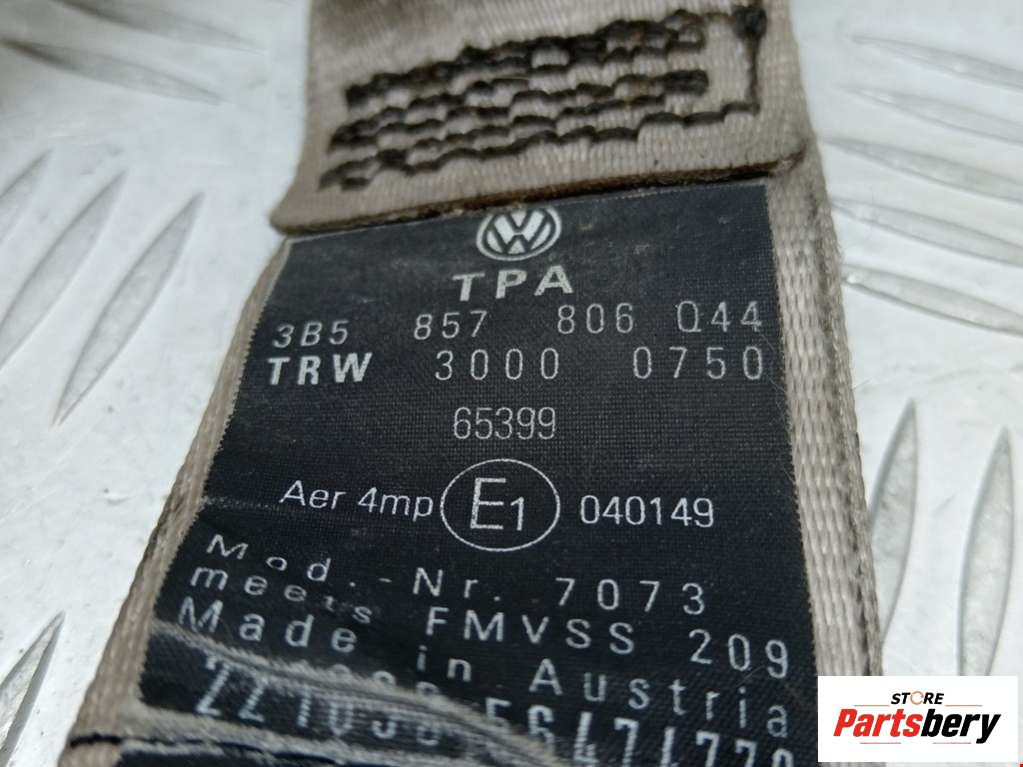 TPA
3B5 857 806 Q44
TRW 3000 0750
65399
Aer 4mp E1 040149
Mod.-Nr. 7073
meets FMVSS 209
Made in Austria
STORE
Partsbery